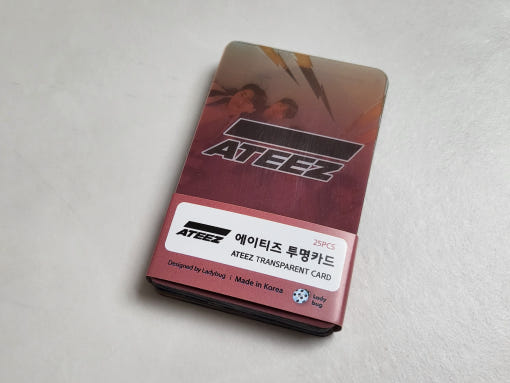 ATEEZ
25PCS
ATEEZ 에이티즈 투명카드
ATEEZ TRANSPARENT CARD
Designed by Ladybug | Made in Korea
Lady
bug